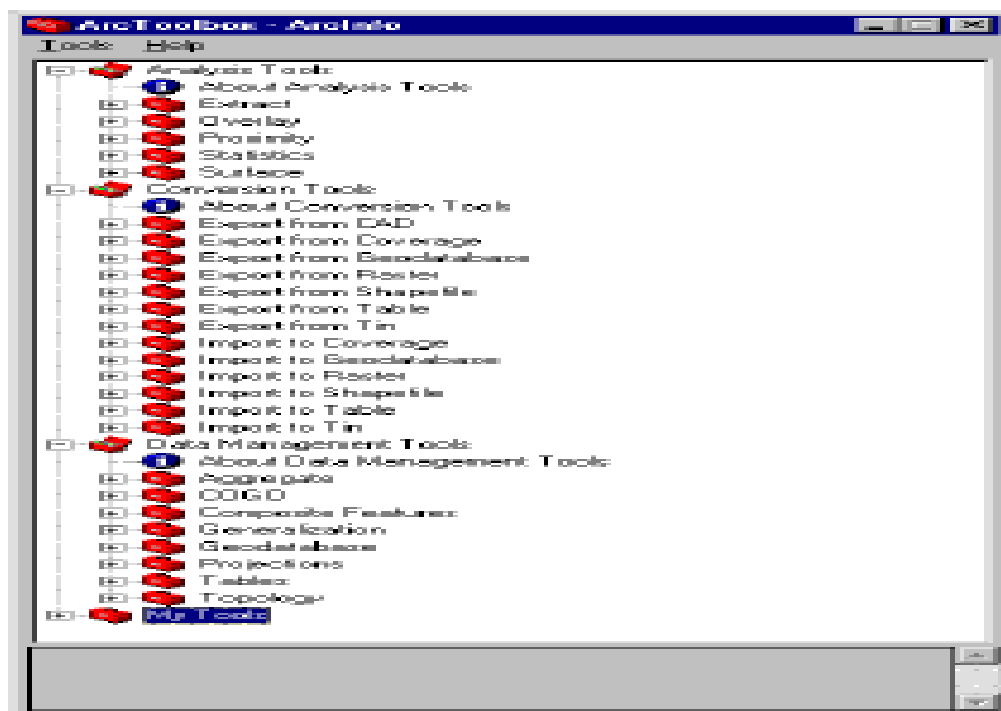 ArcToolbox - ArcInfo
Tools Help
Analysis Tools
About Analysis Tools
Extract
Overlay
Proximity
Statistics
Surface
Conversion Tools
About Conversion Tools
Export from CAD
Export from Coverage
Export from Geodatabase
Export from Raster
Export from Shapefile
Export from Table
Export from Tin
Import to Coverage
Import to Geodatabase
Import to Raster
Import to Shapefile
Import to Table
Import to Tin
Data Management Tools
About Data Management Tools
Aggregate
COGO
Composite Features
Generalization
Geodatabase
Projections
Tables
Topology
My Tools